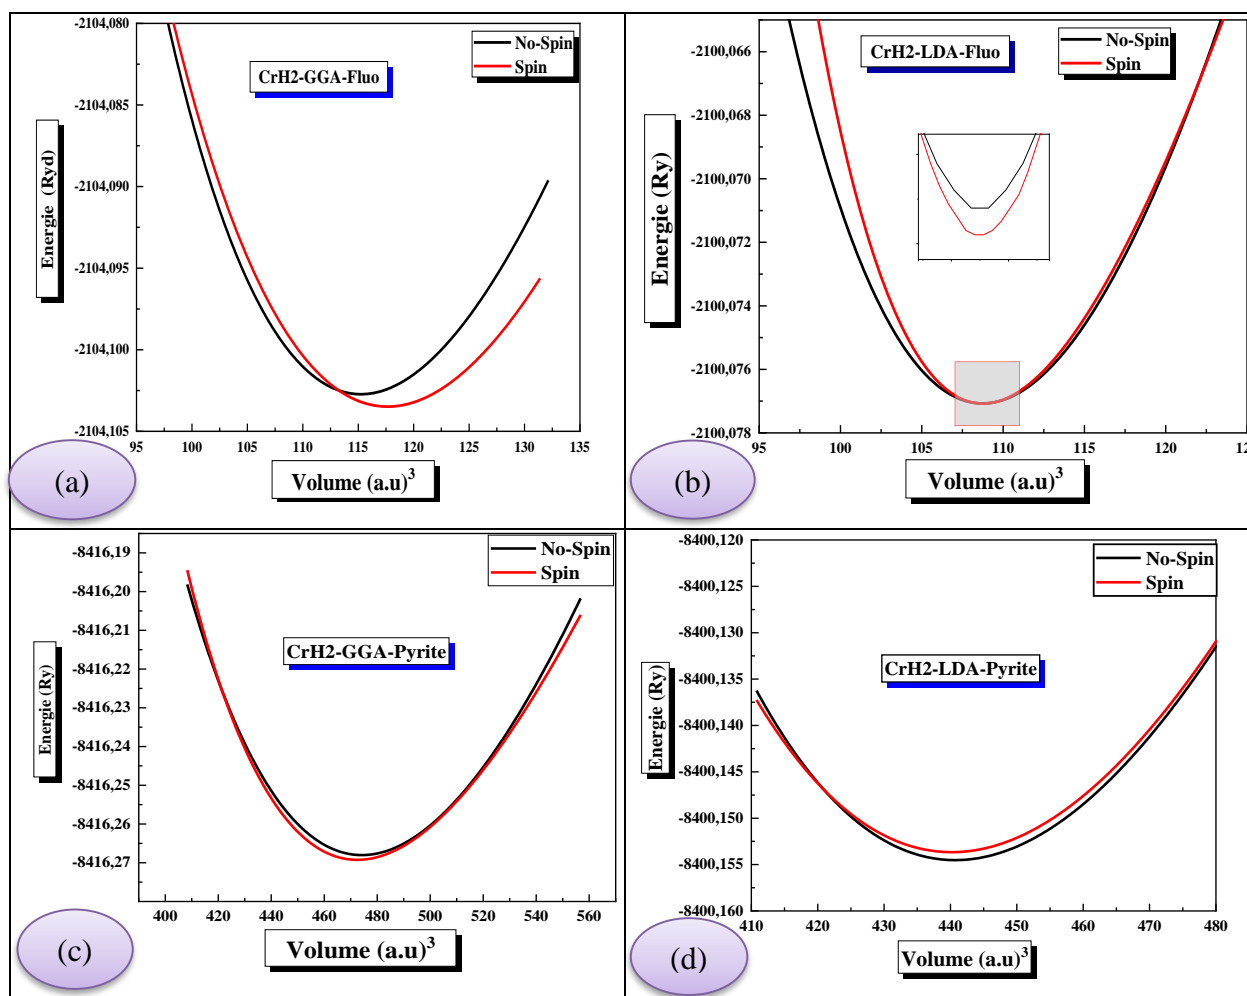 -2104,080
-2104,085
-2104,090
-2104,095
-2104,100
-2104,105
Energie (Ryd)
CrH2-GGA-Fluo
No-Spin
Spin
95 100 105 110 115 120 125 130 135
Volume (a.u)³
(a)
-2100,066
-2100,068
-2100,070
-2100,072
-2100,074
-2100,076
-2100,078
Energie (Ry)
CrH2-LDA-Fluo
No-Spin
Spin
95 100 105 110 115 120 12
Volume (a.u)³
(b)
-8416,19
-8416,20
-8416,21
-8416,22
-8416,23
-8416,24
-8416,25
-8416,26
-8416,27
Energie (Ry)
No-Spin
Spin
CrH2-GGA-Pyrite
400 420 440 460 480 500 520 540 560
Volume (a.u)³
(c)
-8400,120
-8400,125
-8400,130
-8400,135
-8400,140
-8400,145
-8400,150
-8400,155
-8400,160
Energie (Ry)
No-Spin
Spin
CrH2-LDA-Pyrite
410 420 430 440 450 460 470 480
Volume (a.u)³
(d)